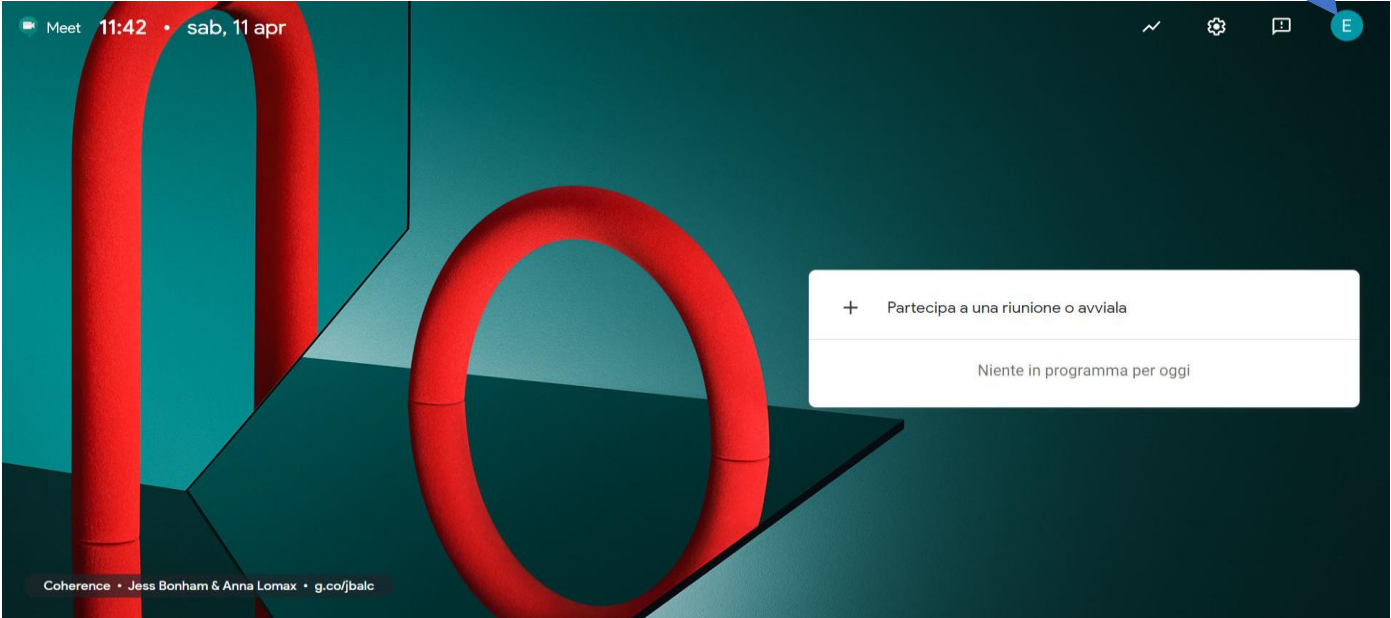 Meet 11:42 • sab, 11 apr
E
Partecipa a una riunione o avviala
Niente in programma per oggi
Coherence • Jess Bonham & Anna Lomax • g.co/jbalc